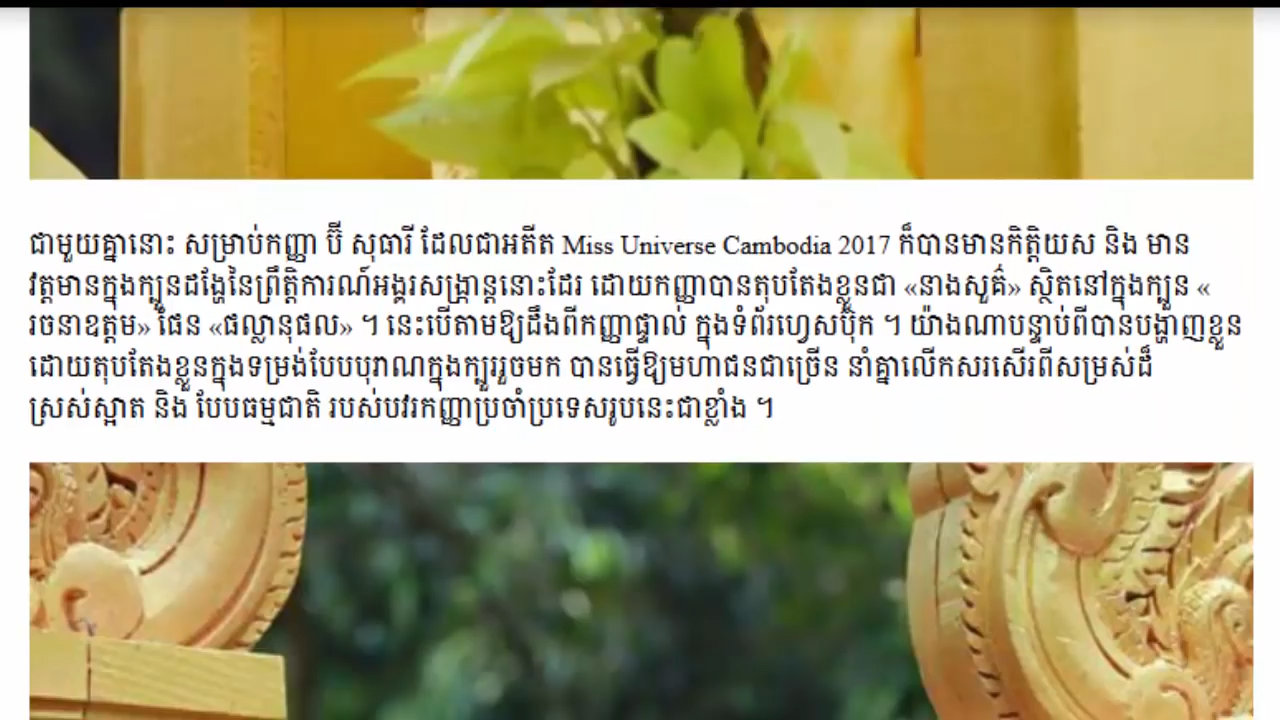 ជាមួយគ្នានោះ សម្រាប់កញ្ញា ប៊ី សុធារី ដែលជាអតីត Miss Universe Cambodia 2017 ក៏បានមានកិត្តិយស និង មាន
វត្តមានក្នុងក្បួនដង្ហែនៃព្រឹត្តិការណ៍អង្គរសង្ក្រាន្តនោះដែរ ដោយកញ្ញាបានតុបតែងខ្លួនជា «នាងសួគ៌» ស្ថិតនៅក្នុងក្បួន «
រចនាឧត្តម» ផែន «ផល្លានុផល» ។ នេះបើតាមឱ្យដឹងពីកញ្ញាផ្ទាល់ ក្នុងទំព័រហ្វេសប៊ុក ។ យ៉ាងណាបន្ទាប់ពីបានបង្ហាញខ្លួន
ដោយតុបតែងខ្លួនក្នុងទម្រង់បែបបុរាណក្នុងក្បួររួចមក បានធ្វើឱ្យមហាជនជាច្រើន នាំគ្នាលើកសរសើរពីសម្រស់ដ៏
ស្រស់ស្អាត និង បែបធម្មជាតិ របស់បវរកញ្ញាប្រចាំប្រទេសរូបនេះជាខ្លាំង ។